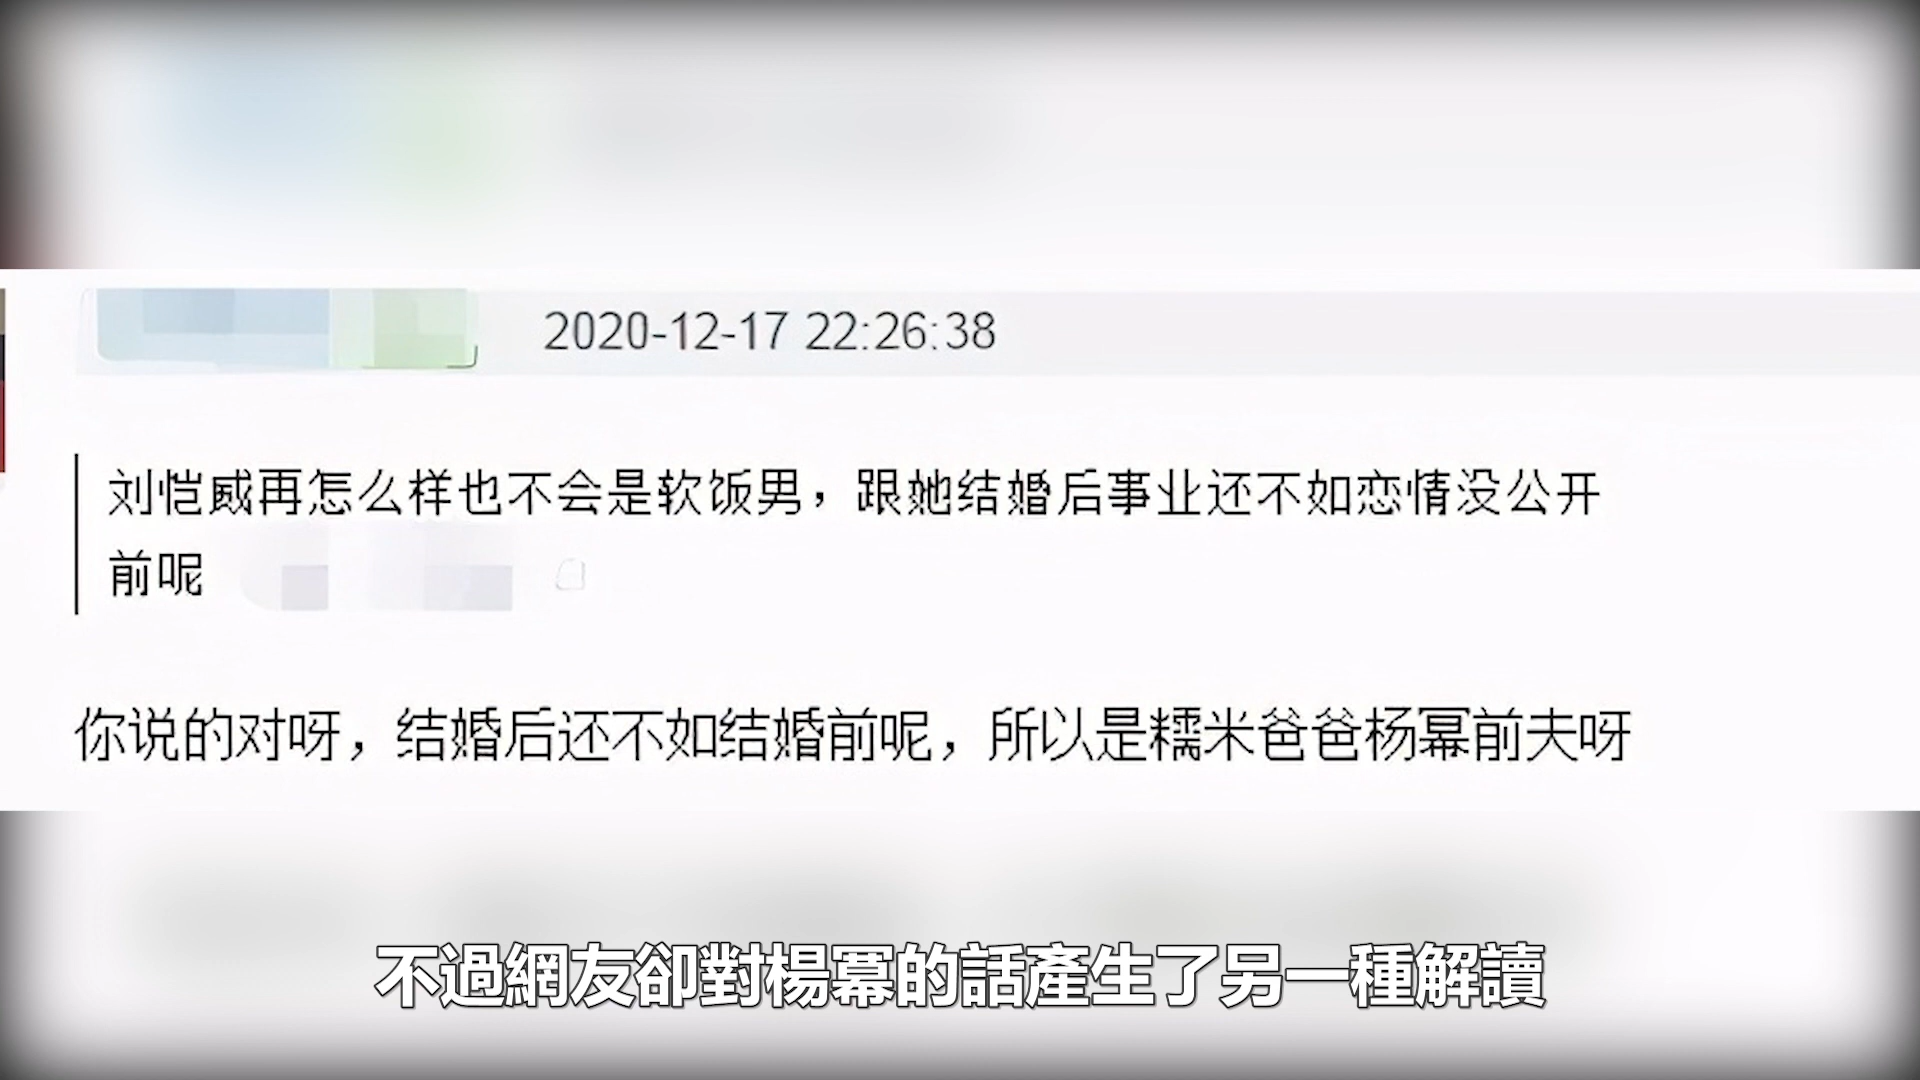 2020-12-17 22:26:38
刘恺威再怎么样也不会是软饭男，跟她结婚后事业还不如恋情没公开
前呢
你说的对呀，结婚后还不如结婚前呢，所以是糯米爸爸杨幂前夫呀
不過網友卻對楊冪的話產生了另一種解讀